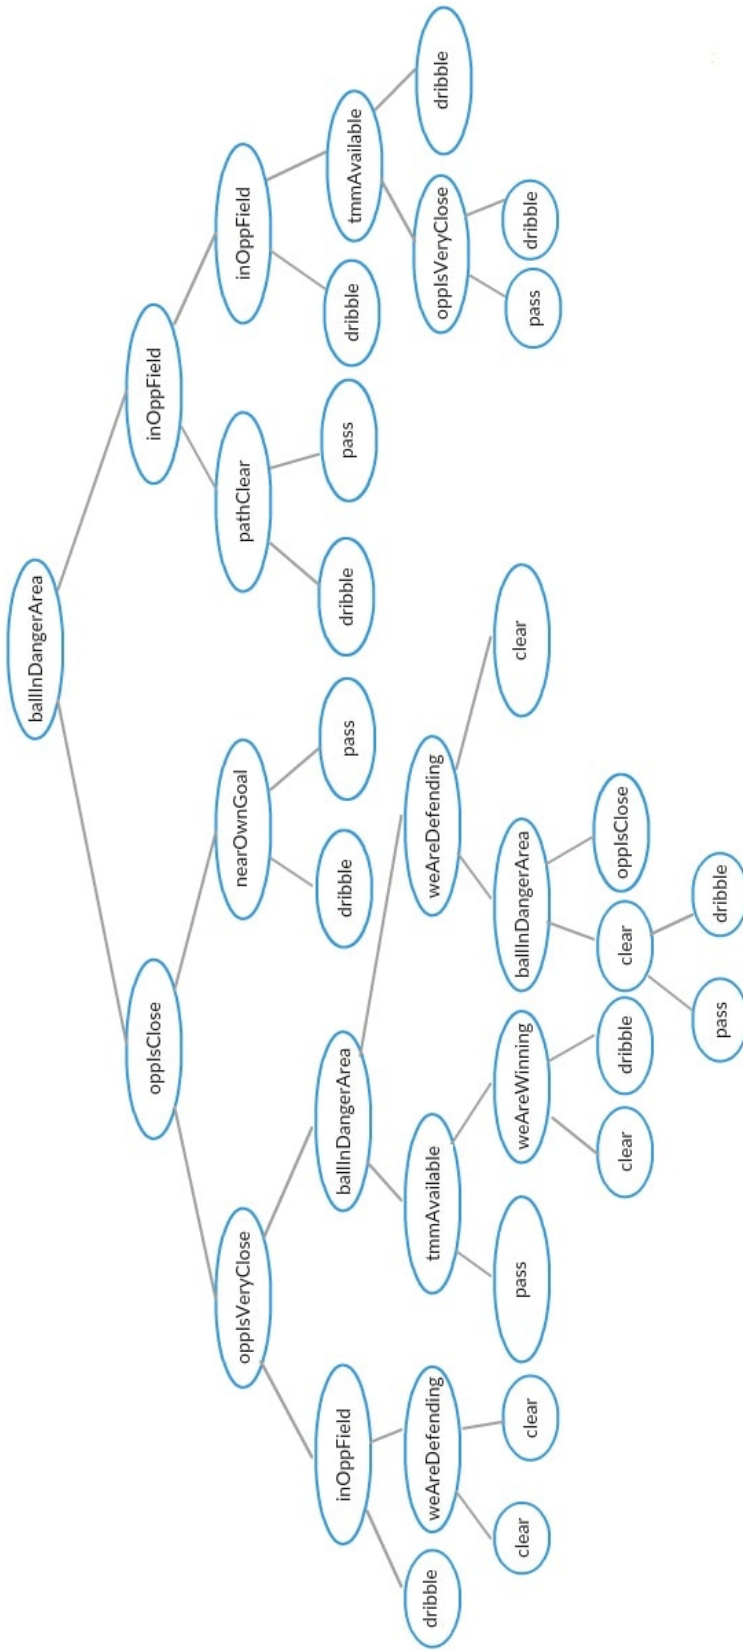 ballInDangerArea
oppIsClose
inOppField
oppIsVeryClose
nearOwnGoal
pathClear
inOppField
inOppField
ballInDangerArea
dribble
pass
dribble
pass
dribble
tmmAvailable
dribble
weAreDefending
tmmAvailable
weAreDefending
oppIsVeryClose
dribble
clear
clear
pass
weAreWinning
ballInDangerArea
clear
pass
dribble
clear
dribble
clear
oppIsClose
pass
dribble